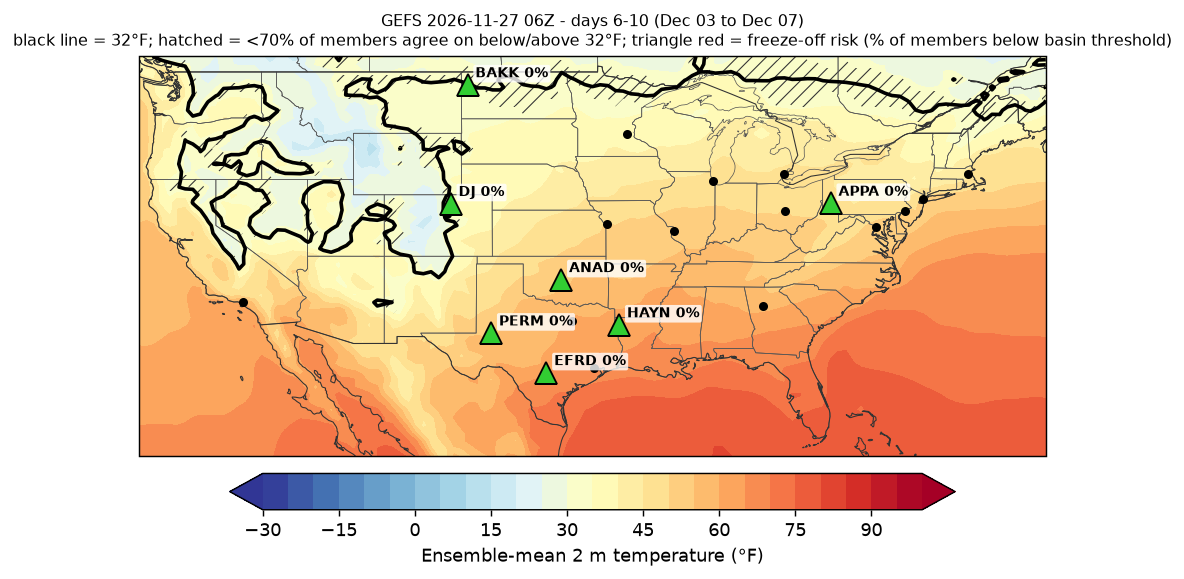 GEFS 2026-11-27 06Z - days 6-10 (Dec 03 to Dec 07)
black line = 32°F; hatched = <70% of members agree on below/above 32°F; triangle red = freeze-off risk (% of members below basin threshold)
BAKK 0%
DJ 0%
APPA 0%
ANAD 0%
HAYN 0%
PERM 0%
EFRD 0%
−30 −15 0 15 30 45 60 75 90
Ensemble-mean 2 m temperature (°F)